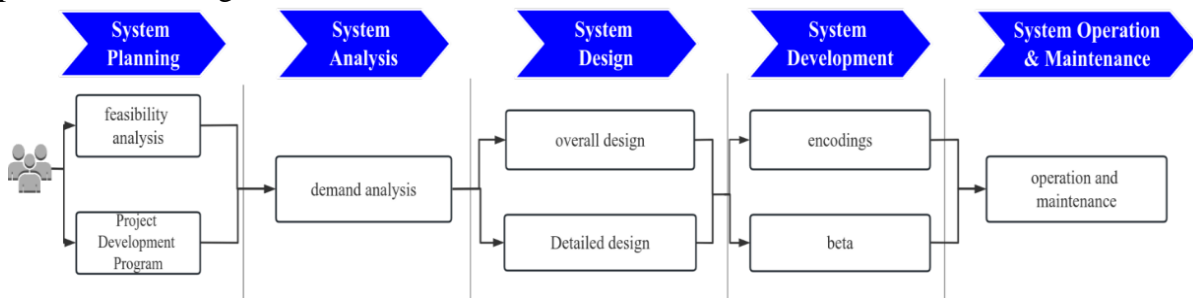 System
Planning
System
Analysis
System
Design
System
Development
System Operation
& Maintenance
feasibility
analysis
Project
Development
Program
demand analysis
overall design
Detailed design
encodings
beta
operation and
maintenance